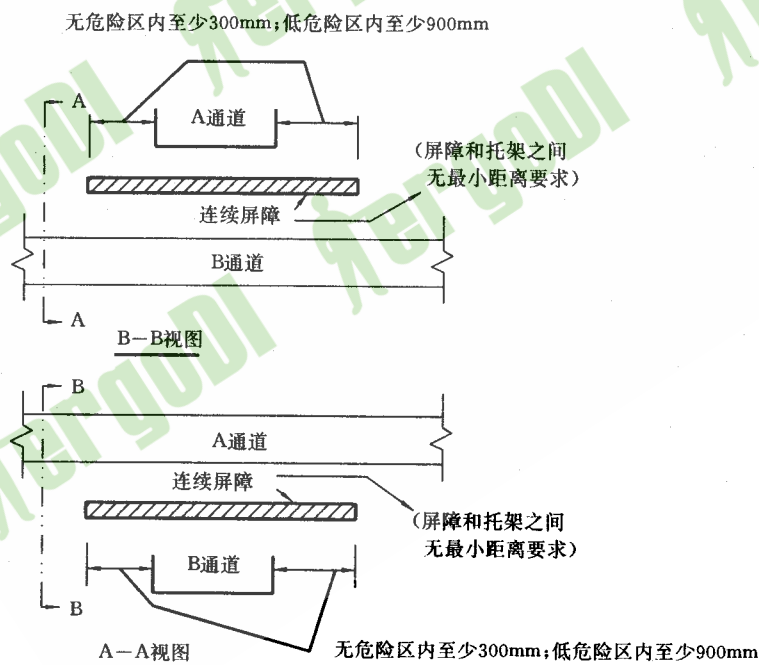 无危险区内至少300mm;低危险区内至少900mm
A
A通道
(屏障和托架之间
无最小距离要求)
连续屏障
B通道
A
B-B视图
B
A通道
连续屏障
(屏障和托架之间
无最小距离要求)
B通道
B
A-A视图
无危险区内至少300mm;低危险区内至少900mm